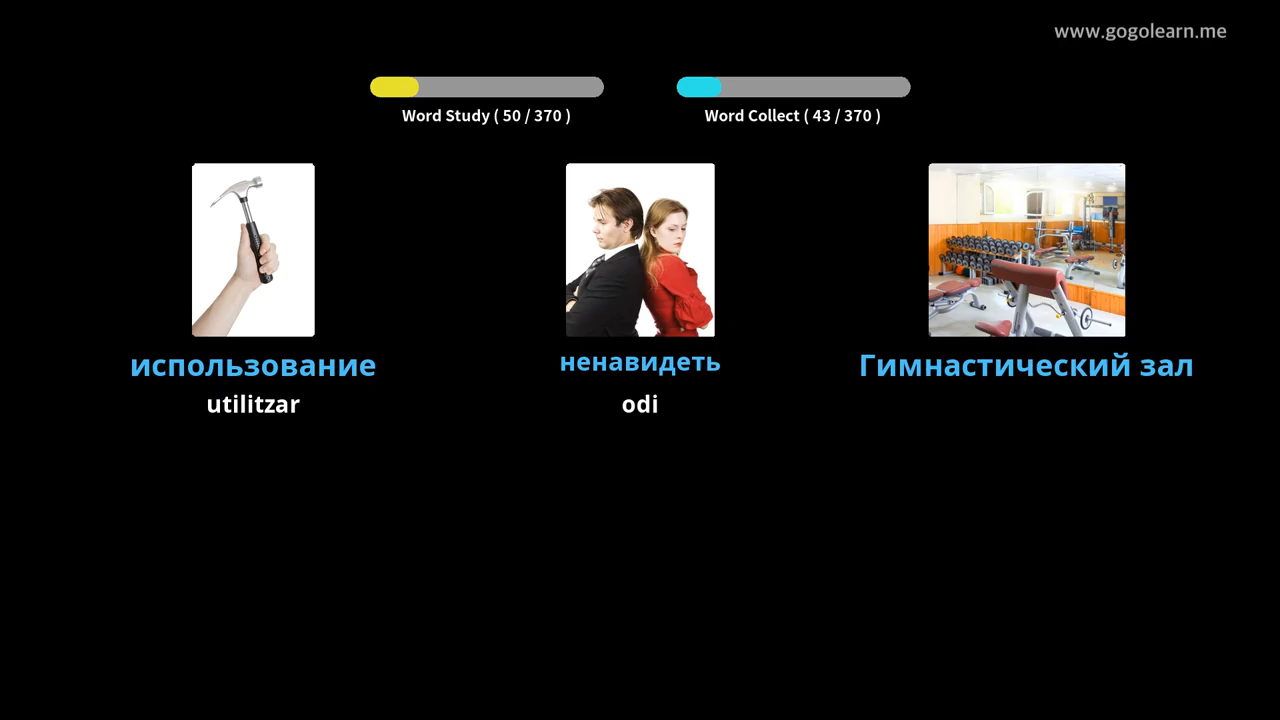 www.gogolearn.me
Word Study ( 50 / 370 )
Word Collect ( 43 / 370 )
использование
ненавидеть
Гимнастический зал
utilitzar
odi